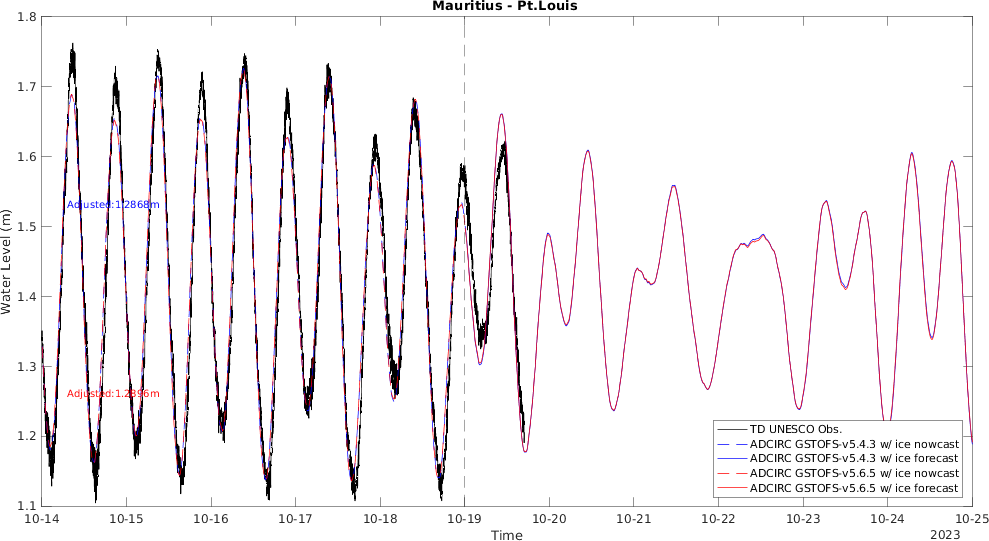 Mauritius - Pt.Louis
1.8
1.7
1.6
1.5
1.4
1.3
1.2
1.1
Water Level (m)
Adjusted:1.2868m
Adjusted:1.2896m
TD UNESCO Obs.
ADCIRC GSTOFS-v5.4.3 w/ ice nowcast
ADCIRC GSTOFS-v5.4.3 w/ ice forecast
ADCIRC GSTOFS-v5.6.5 w/ ice nowcast
ADCIRC GSTOFS-v5.6.5 w/ ice forecast
10-14 10-15 10-16 10-17 10-18 10-19 10-20 10-21 10-22 10-23 10-24 10-25
Time
2023